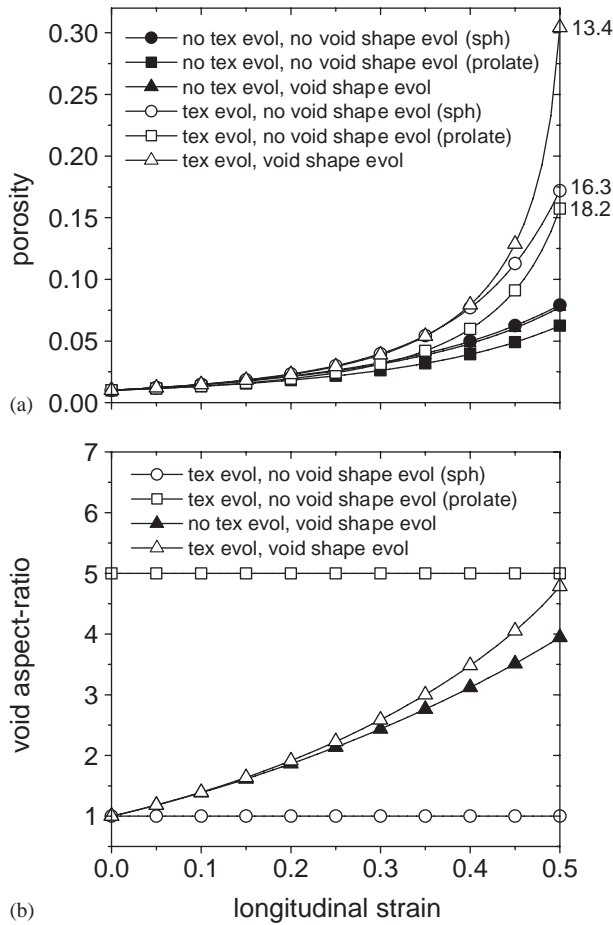 0.30
0.25
0.20
0.15
0.10
0.05
0.00
porosity
no tex evol, no void shape evol (sph)
no tex evol, no void shape evol (prolate)
no tex evol, void shape evol
tex evol, no void shape evol (sph)
tex evol, no void shape evol (prolate)
tex evol, void shape evol
13.4
16.3
18.2
(a)
7
6
5
4
3
2
1
void aspect-ratio
tex evol, no void shape evol (sph)
tex evol, no void shape evol (prolate)
no tex evol, void shape evol
tex evol, void shape evol
0.0 0.1 0.2 0.3 0.4 0.5
longitudinal strain
(b)